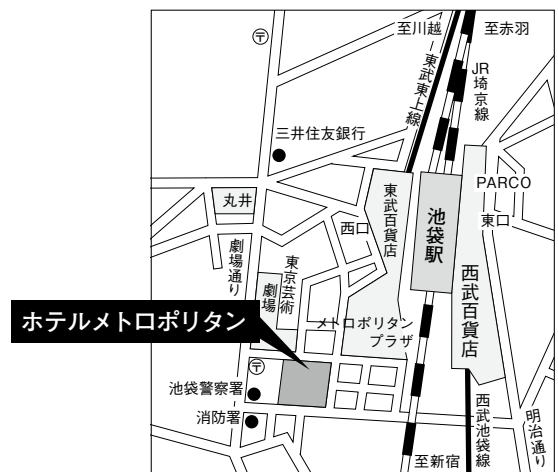 至川越
至赤羽
〒
東武東上線
JR埼京線
三井住友銀行
PARCO
丸井
東武百貨店
池袋駅
西口
東口
劇場通り
東京芸術
劇場
西武百貨店
ホテルメトロポリタン
メトロポリタン
プラザ
〒
池袋警察署
消防署
西武池袋線
明治通り
至新宿